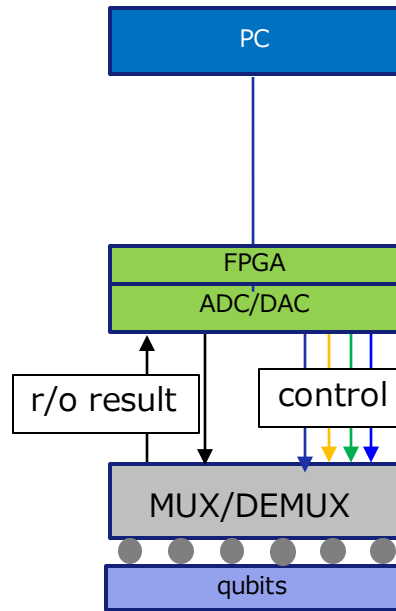 PC
FPGA
ADC/DAC
r/o result
control
MUX/DEMUX
qubits